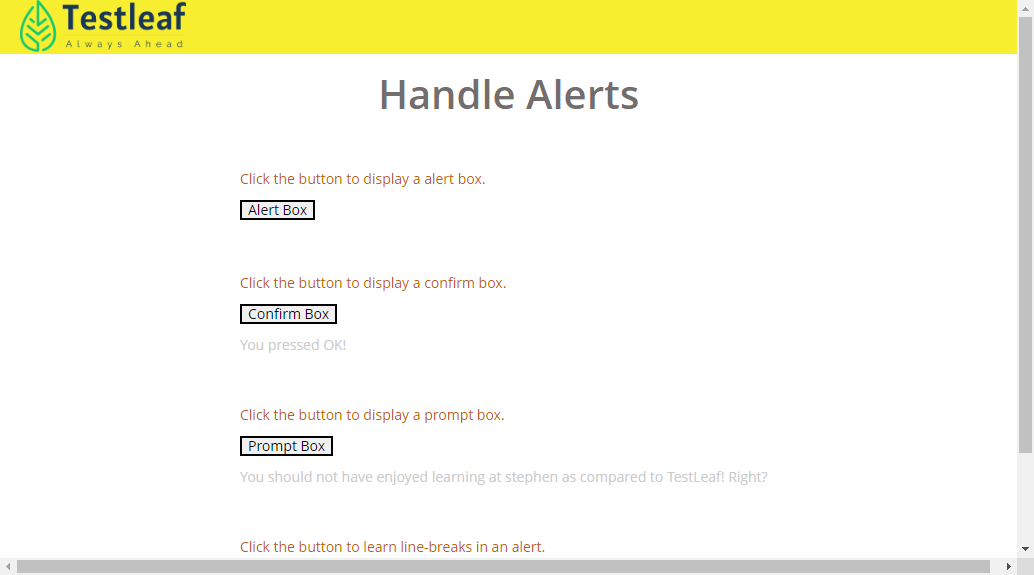 Testleaf
Always Ahead
Handle Alerts
Click the button to display a alert box.
Alert Box
Click the button to display a confirm box.
Confirm Box
You pressed OK!
Click the button to display a prompt box.
Prompt Box
You should not have enjoyed learning at stephen as compared to TestLeaf! Right?
Click the button to learn line-breaks in an alert.